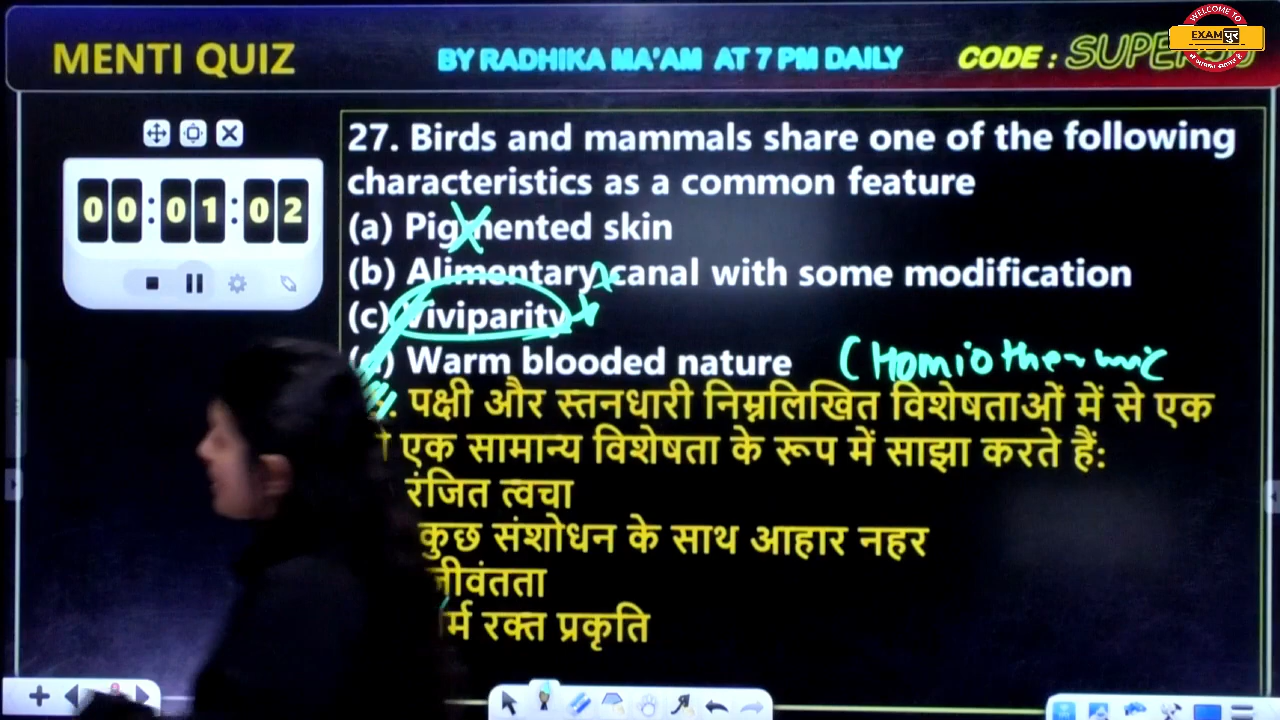 MENTI QUIZ
BY RADHIKA MA'AM AT 7 PM DAILY
CODE :
WELCOME TO
EXAM पुर
00:01:02
27. Birds and mammals share one of the following
characteristics as a common feature
(a) Pigmented skin
(b) Alimentary canal with some modification
(c) Viviparity
Warm blooded nature (Homiothermic
पक्षी और स्तनधारी निम्नलिखित विशेषताओं में से एक
एक सामान्य विशेषता के रूप में साझा करते हैं:
रंजित त्वचा
कुछ संशोधन के साथ आहार नहर
रक्त प्रकृति